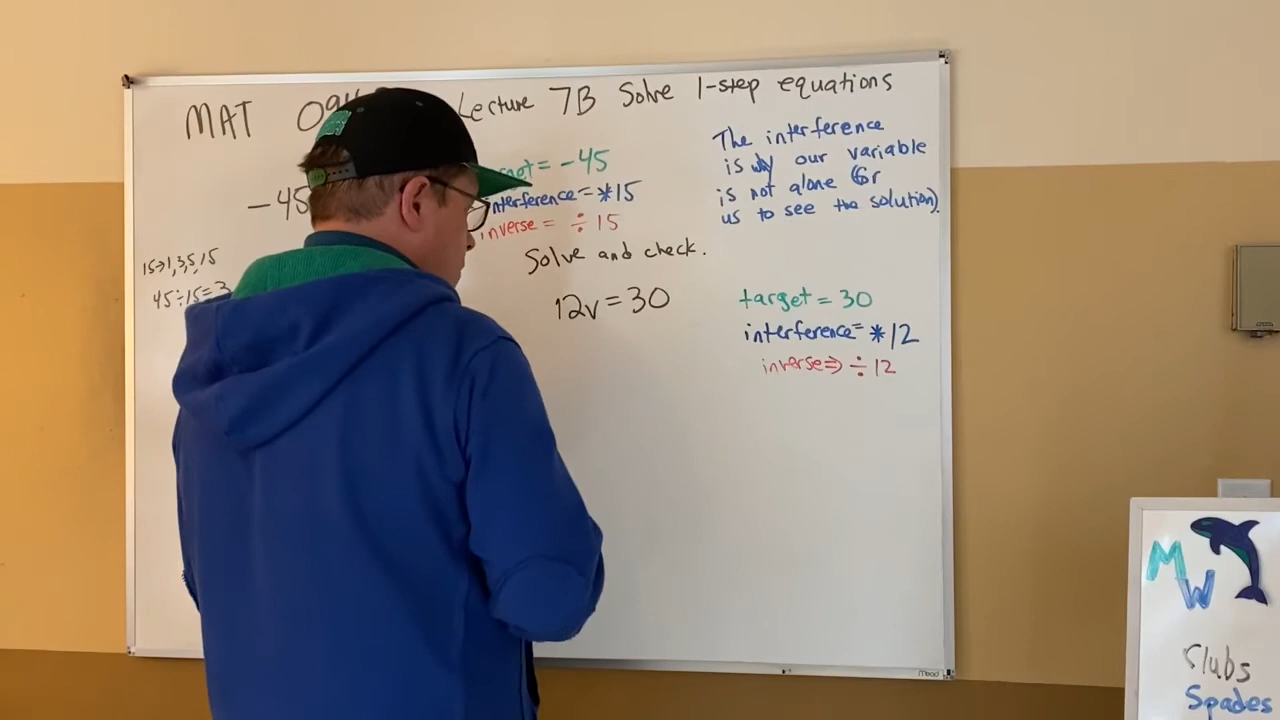 MAT 094 Lecture 7B Solve 1-step equations
target = -45
interference = *15
inverse = ÷ 15
-45
15→1,3,5,15
45÷15=3
The interference
is why our variable
is not alone (for
us to see the solution).
Solve and check.
12v = 30
target = 30
interference= *12
inverse⇒ ÷ 12
Mead
M
W
Clubs
Spades